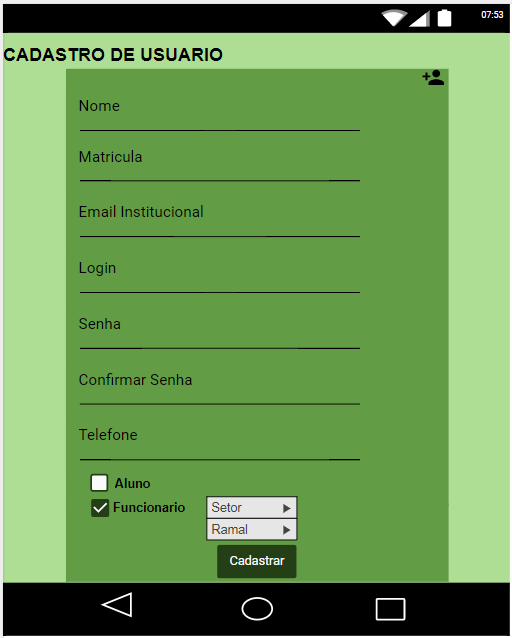 07:53
CADASTRO DE USUARIO
Nome
Matricula
Email Institucional
Login
Senha
Confirmar Senha
Telefone
Aluno
Funcionario
Setor
Ramal
Cadastrar